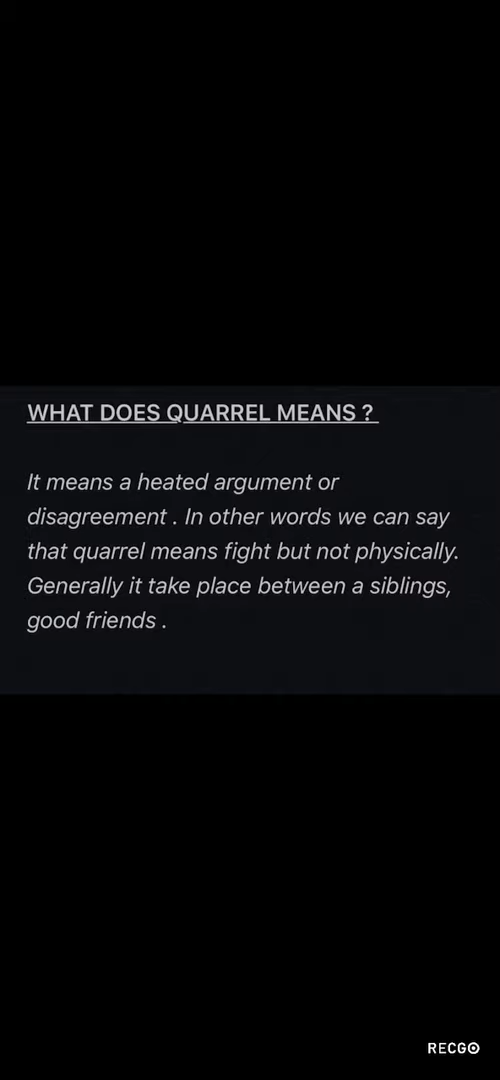 WHAT DOES QUARREL MEANS ?
It means a heated argument or
disagreement . In other words we can say
that quarrel means fight but not physically.
Generally it take place between a siblings,
good friends .
RECGO